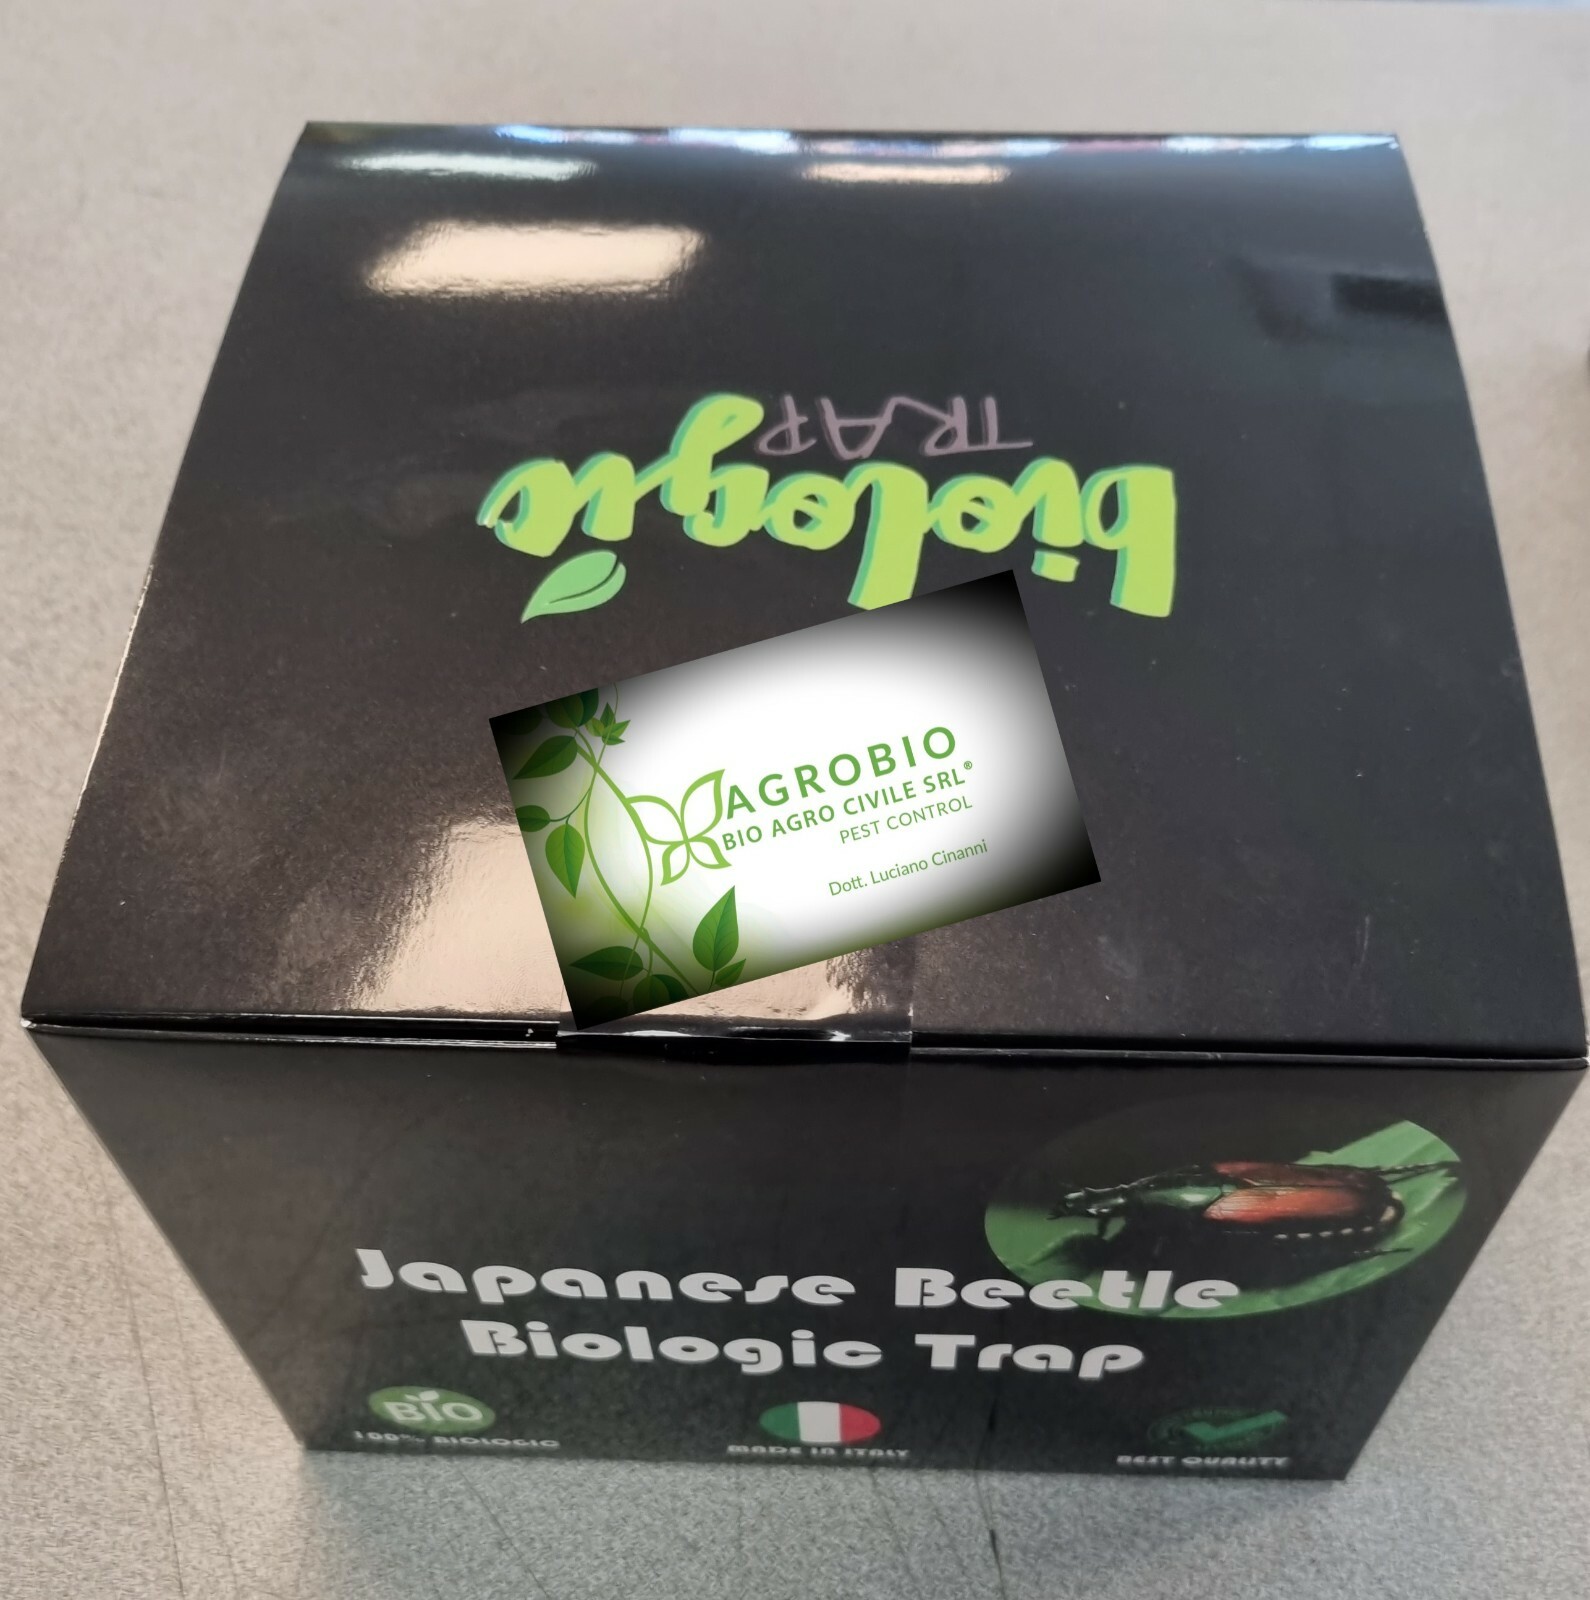 biologic
TRAP
AGROBIO
BIO AGRO CIVILE SRL®
PEST CONTROL
Dott. Luciano Cinanni
Japanese Beetle
Biologic Trap
BIO
100% BIOLOGIC
MADE IN ITALY
BEST QUALITY